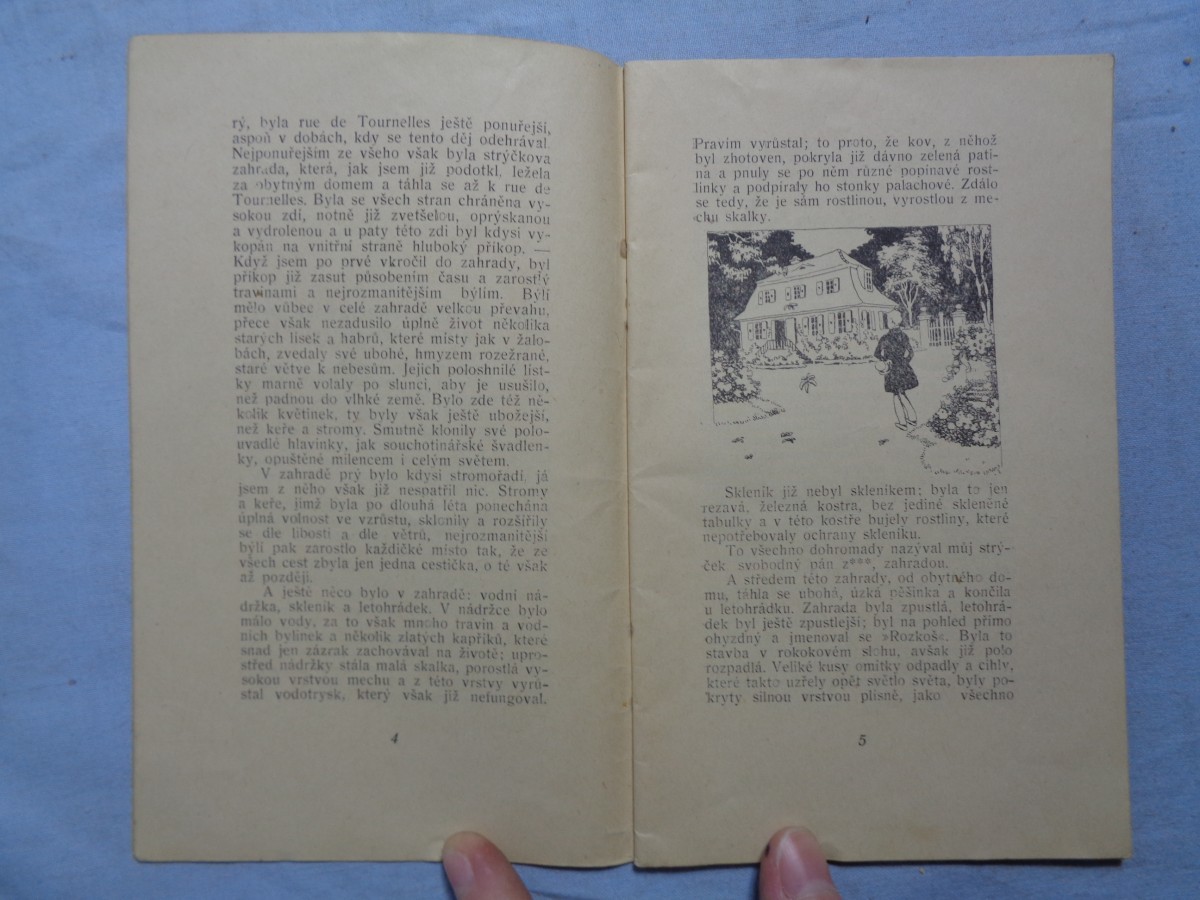 rý, byla rue de Tournelles ještě ponuřejší,
aspoň v dobách, kdy se tento děj odehrával.
Nejponuřejším ze všeho však byla strýčkova
zahrada, která, jak jsem již podotkl, ležela
za obytným domem a táhla se až k rue de
Tournelles. Byla se všech stran chráněna vy-
sokou zdí, notně již zvetšelou, oprýskanou
a vydrolenou a u paty této zdi byl kdysi vy-
kopán na vnitřní straně hluboký příkop. —
Když jsem po prvé vkročil do zahrady, byl
příkop již zasut působením času a zarostlý
travinami a nejrozmanitějším býlím. Býlí
mělo vůbec v celé zahradě velkou převahu,
přece však nezadusilo úplně život několika
starých lísek a habrů, které místy jak v žalo-
bách, zvedaly své ubohé, hmyzem rozežrané,
staré větve k nebesům. Jejich poloshnilé líst-
ky marně volaly po slunci, aby je usušilo,
než padnou do vlhké země. Bylo zde též ně-
kolik květinek, ty byly však ještě ubožejší,
než keře a stromy. Smutně klonily své polo-
uvadlé hlavinky, jak souchotinářské švadlen-
ky, opuštěné milencem i celým světem.
V zahradě prý bylo kdysi stromořadí, já
jsem z něho však již nespatřil nic. Stromy
a keře, jimž byla po dlouhá léta ponechána
úplná volnost ve vzrůstu, sklonily a rozšířily
se dle libosti a dle větrů, nejrozmanitější
býlí pak zarostlo každičké místo tak, že ze
všech cest zbyla jen jedna cestička, o té však
až později.
A ještě něco bylo v zahradě: vodní ná-
držka, skleník a letohrádek. V nádržce bylo
málo vody, za to však mnoho travin a vod-
ních bylinek a několik zlatých kapříků, které
snad jen zázrak zachovával na životě; upro-
střed nádržky stála malá skalka, porostlá vy-
sokou vrstvou mechu a z této vrstvy vyrů-
stal vodotrysk, který však již nefungoval.
4
Pravím vyrůstal; to proto, že kov, z něhož
byl zhotoven, pokryla již dávno zelená pati-
na a pnuly se po něm různé popínavé rost-
linky a podpíraly ho stonky palachové. Zdálo
se tedy, že je sám rostlinou, vyrostlou z me-
chu skalky.
Skleník již nebyl skleníkem; byla to jen
rezavá, železná kostra, bez jediné skleněné
tabulky a v této kostře bujely rostliny, které
nepotřebovaly ochrany skleníku.
To všechno dohromady nazýval můj strý-
ček svobodný pán z***, zahradou.
A středem této zahrady, od obytného do-
mu, táhla se ubohá, úzká pěšinka a končila
u letohrádku. Zahrada byla zpustlá, letohrá-
dek byl ještě zpustlejší; byl na pohled přímo
ohyzdný a jmenoval se »Rozkoš«. Byla to
stavba v rokokovém slohu, avšak již polo
rozpadlá. Veliké kusy omítky odpadly a cihly,
které takto uzřely opět světlo světa, byly po-
kryty silnou vrstvou plísně, jako všechno
5